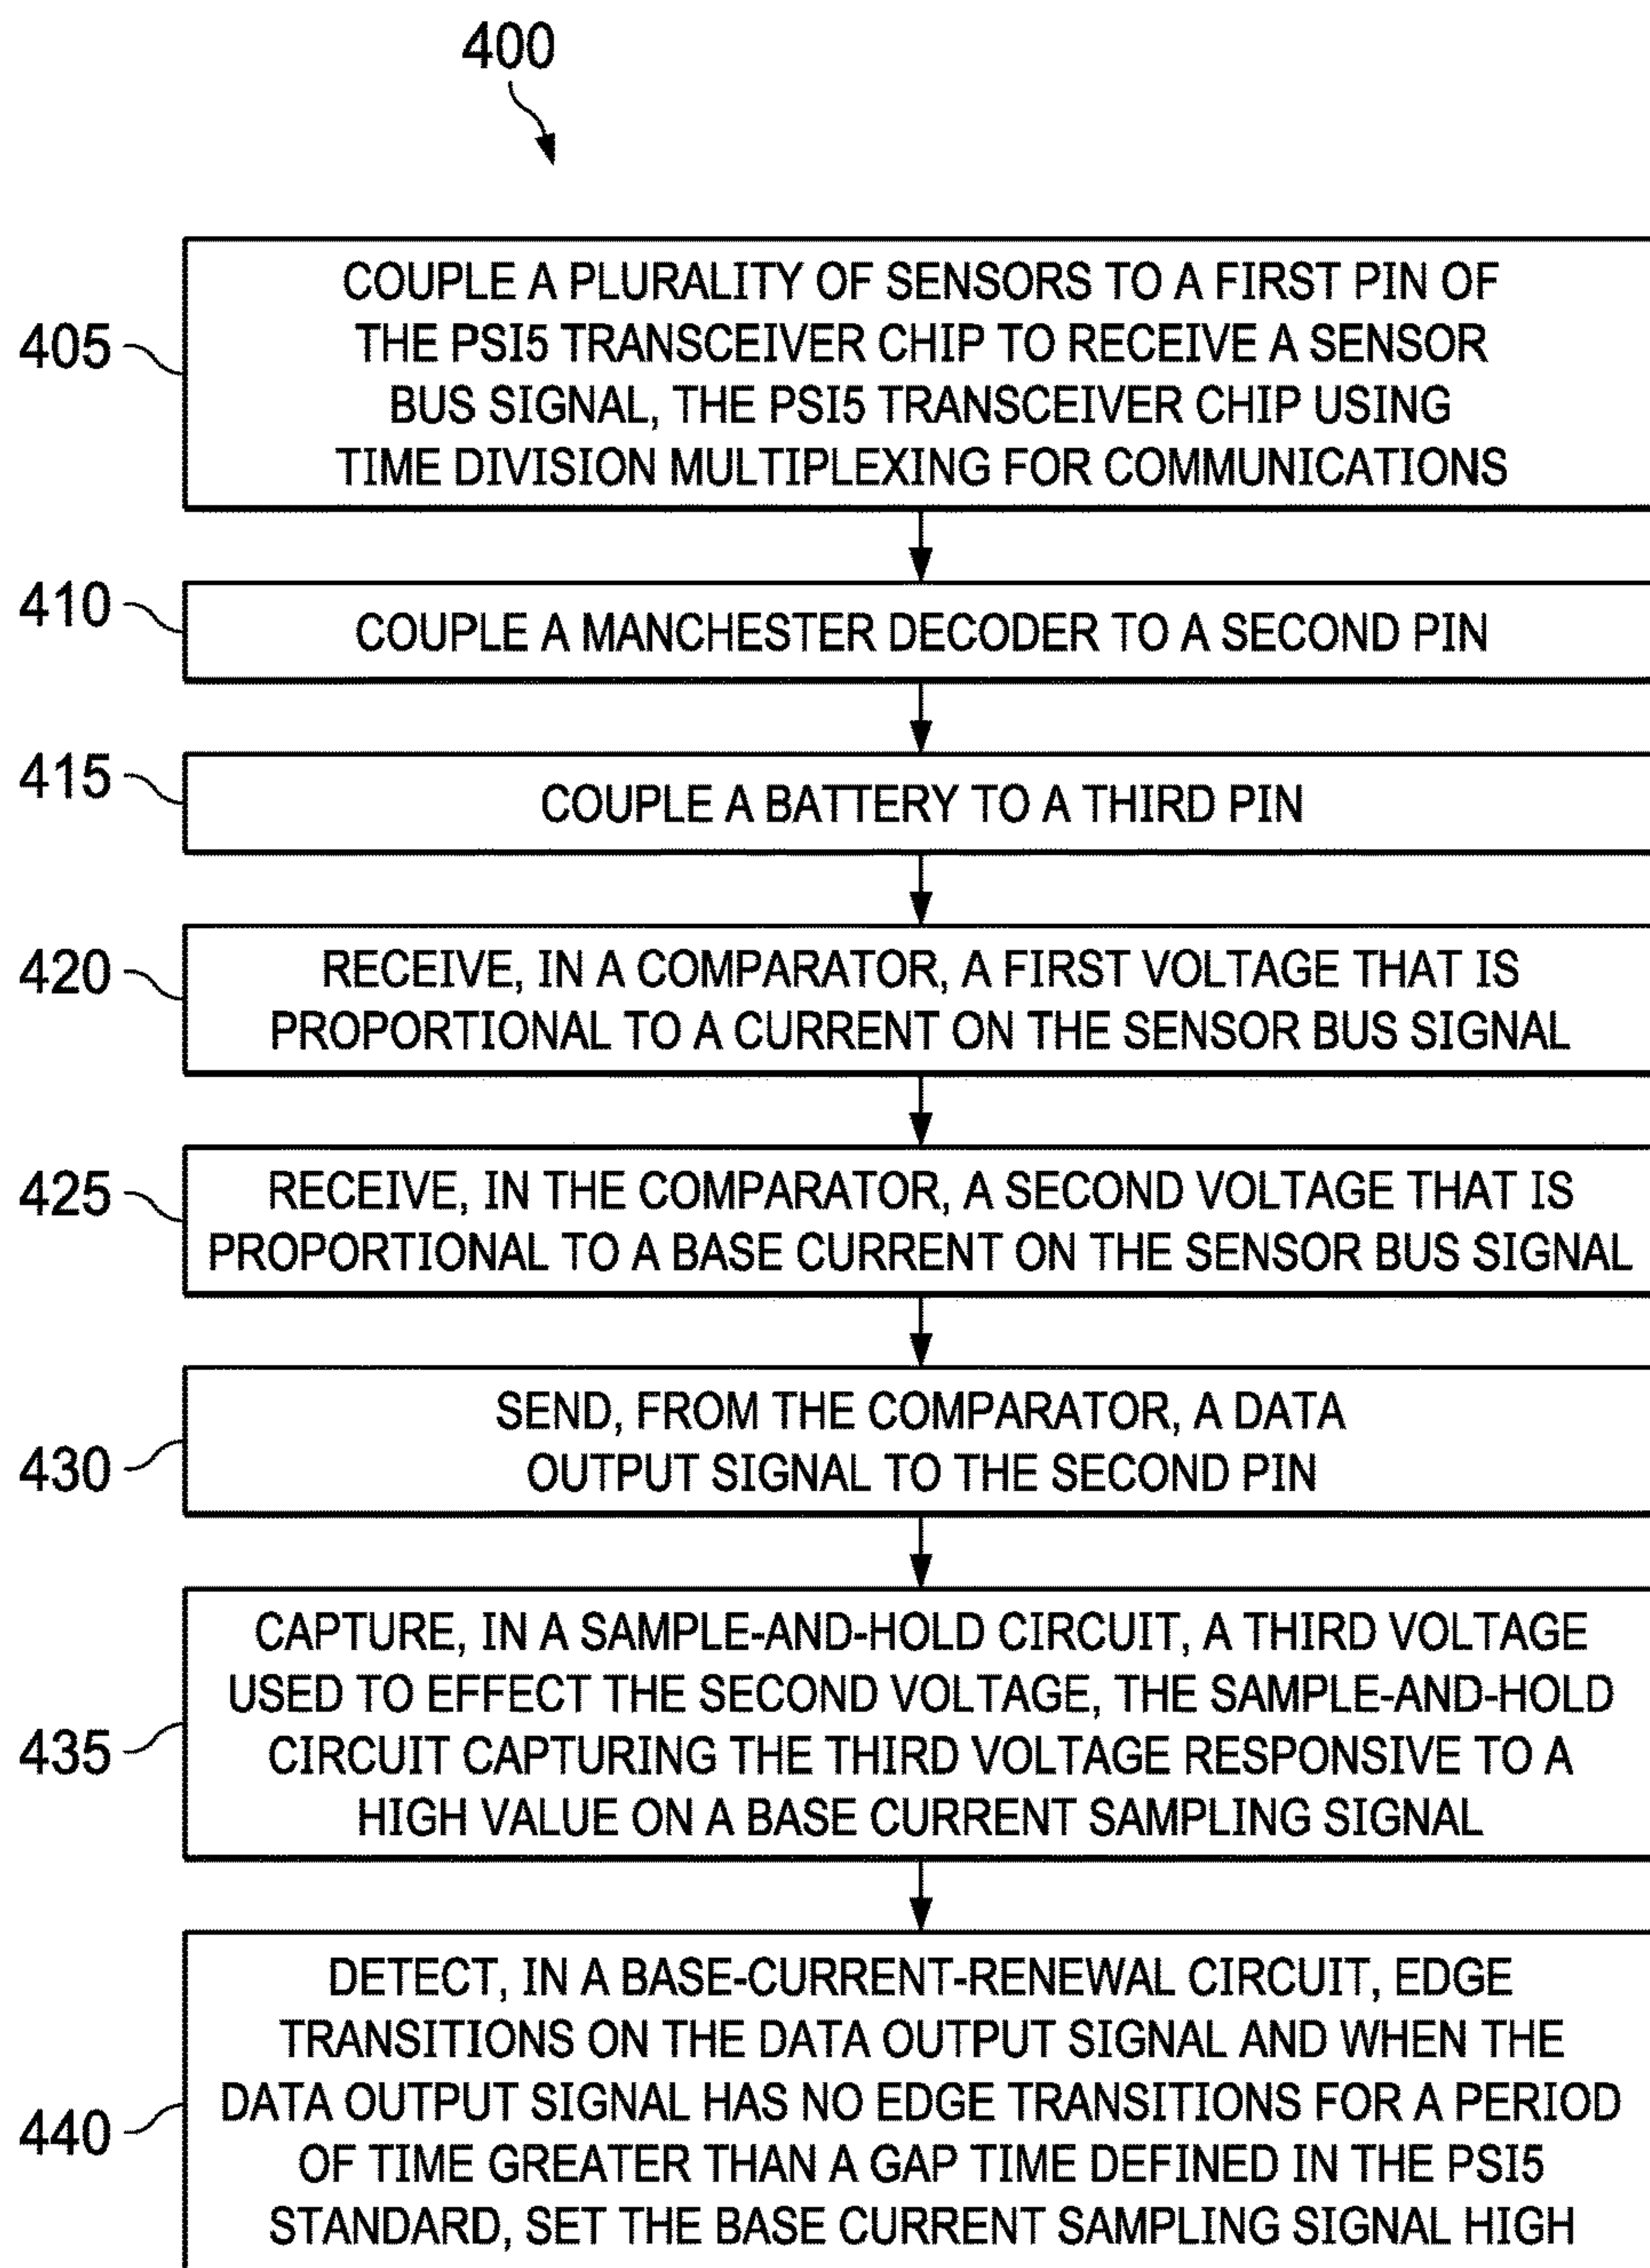 400
405
COUPLE A PLURALITY OF SENSORS TO A FIRST PIN OF
THE PSI5 TRANSCEIVER CHIP TO RECEIVE A SENSOR
BUS SIGNAL, THE PSI5 TRANSCEIVER CHIP USING
TIME DIVISION MULTIPLEXING FOR COMMUNICATIONS
410
COUPLE A MANCHESTER DECODER TO A SECOND PIN
415
COUPLE A BATTERY TO A THIRD PIN
420
RECEIVE, IN A COMPARATOR, A FIRST VOLTAGE THAT IS
PROPORTIONAL TO A CURRENT ON THE SENSOR BUS SIGNAL
425
RECEIVE, IN THE COMPARATOR, A SECOND VOLTAGE THAT IS
PROPORTIONAL TO A BASE CURRENT ON THE SENSOR BUS SIGNAL
430
SEND, FROM THE COMPARATOR, A DATA
OUTPUT SIGNAL TO THE SECOND PIN
435
CAPTURE, IN A SAMPLE-AND-HOLD CIRCUIT, A THIRD VOLTAGE
USED TO EFFECT THE SECOND VOLTAGE, THE SAMPLE-AND-HOLD
CIRCUIT CAPTURING THE THIRD VOLTAGE RESPONSIVE TO A
HIGH VALUE ON A BASE CURRENT SAMPLING SIGNAL
440
DETECT, IN A BASE-CURRENT-RENEWAL CIRCUIT, EDGE
TRANSITIONS ON THE DATA OUTPUT SIGNAL AND WHEN THE
DATA OUTPUT SIGNAL HAS NO EDGE TRANSITIONS FOR A PERIOD
OF TIME GREATER THAN A GAP TIME DEFINED IN THE PSI5
STANDARD, SET THE BASE CURRENT SAMPLING SIGNAL HIGH